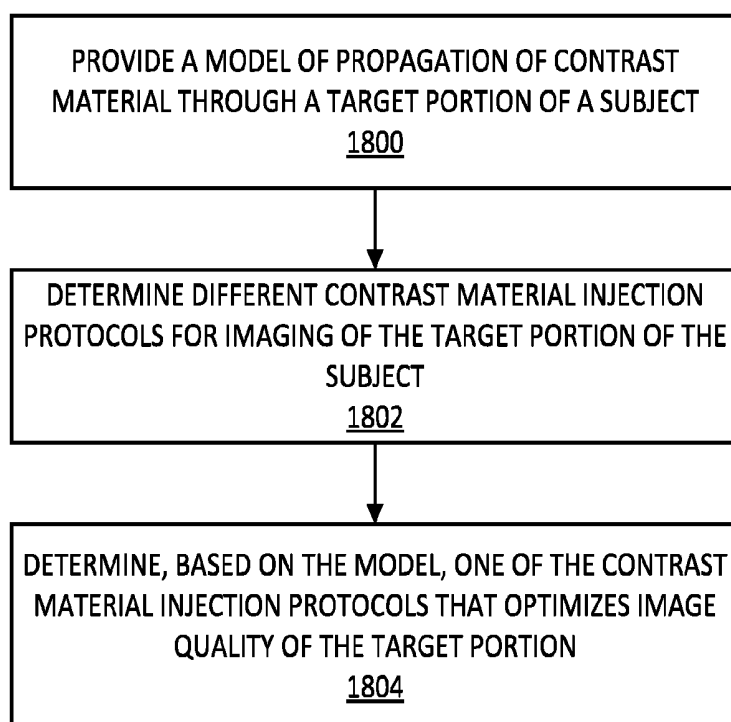 PROVIDE A MODEL OF PROPAGATION OF CONTRAST
MATERIAL THROUGH A TARGET PORTION OF A SUBJECT
1800
DETERMINE DIFFERENT CONTRAST MATERIAL INJECTION
PROTOCOLS FOR IMAGING OF THE TARGET PORTION OF THE
SUBJECT
1802
DETERMINE, BASED ON THE MODEL, ONE OF THE CONTRAST
MATERIAL INJECTION PROTOCOLS THAT OPTIMIZES IMAGE
QUALITY OF THE TARGET PORTION
1804